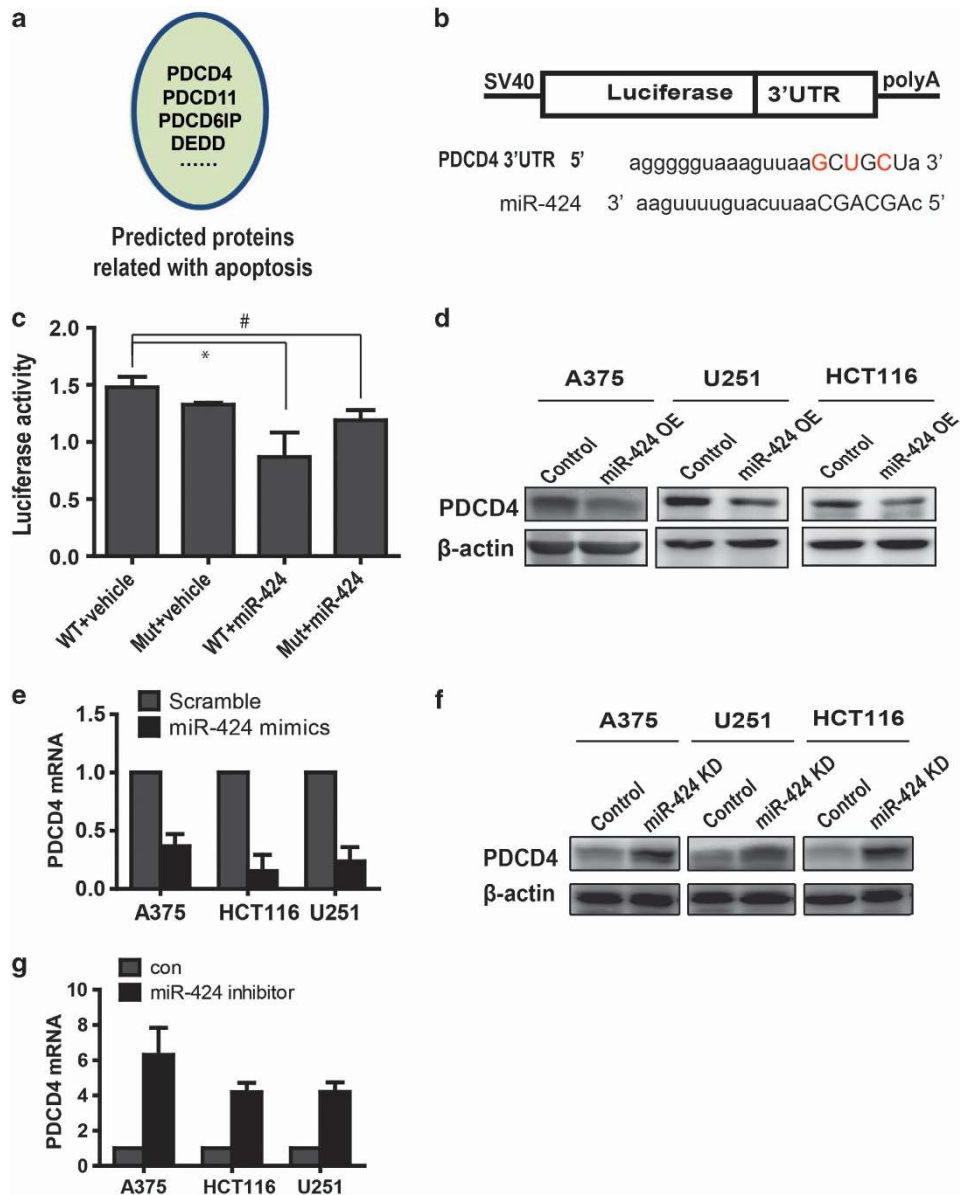 a
PDCD4
PDCD11
PDCD6IP
DEDD
......
Predicted proteins
related with apoptosis
b
SV40 Luciferase 3'UTR polyA
PDCD4 3'UTR 5' agggggguaaaguuaaGCUGCUa 3'
miR-424 3' aaguuuuguacuuaaCGACGAc 5'
c
# 
*
Luciferase activity
2.0
1.5
1.0
0.5
0.0
WT+vehicle
Mut+vehicle
WT+miR-424
Mut+miR-424
d
A375 U251 HCT116
Control miR-424 OE Control miR-424 OE Control miR-424 OE
PDCD4
β-actin
e
Scramble
miR-424 mimics
PDCD4 mRNA
1.5
1.0
0.5
0.0
A375 HCT116 U251
f
A375 U251 HCT116
Control miR-424 KD Control miR-424 KD Control miR-424 KD
PDCD4
β-actin
g
con
miR-424 inhibitor
PDCD4 mRNA
10
8
6
4
2
0
A375 HCT116 U251